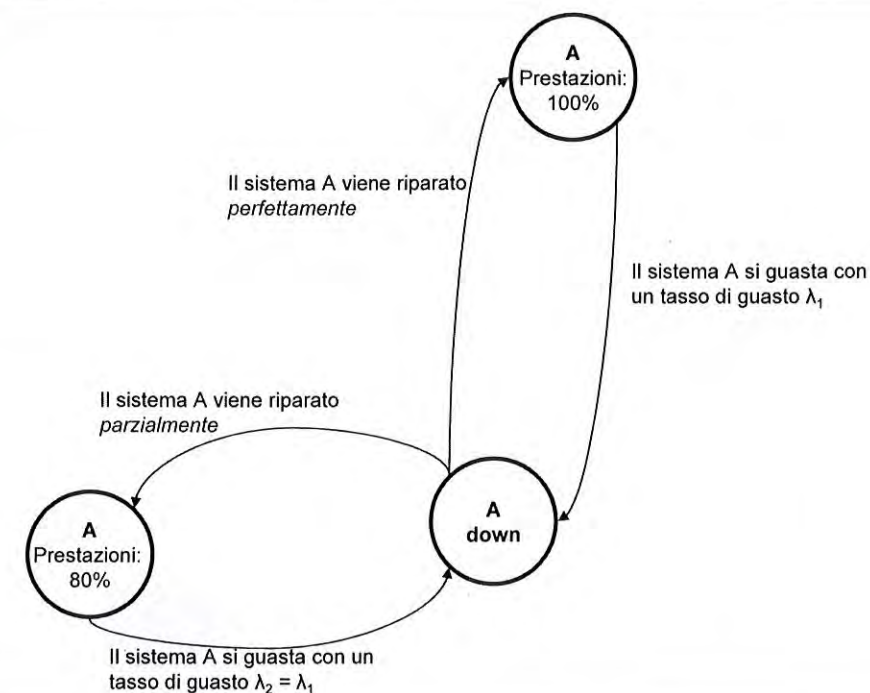 A
Prestazioni:
100%
Il sistema A viene riparato
perfettamente
Il sistema A si guasta con
un tasso di guasto λ₁
Il sistema A viene riparato
parzialmente
A
down
A
Prestazioni:
80%
Il sistema A si guasta con un
tasso di guasto λ₂ = λ₁